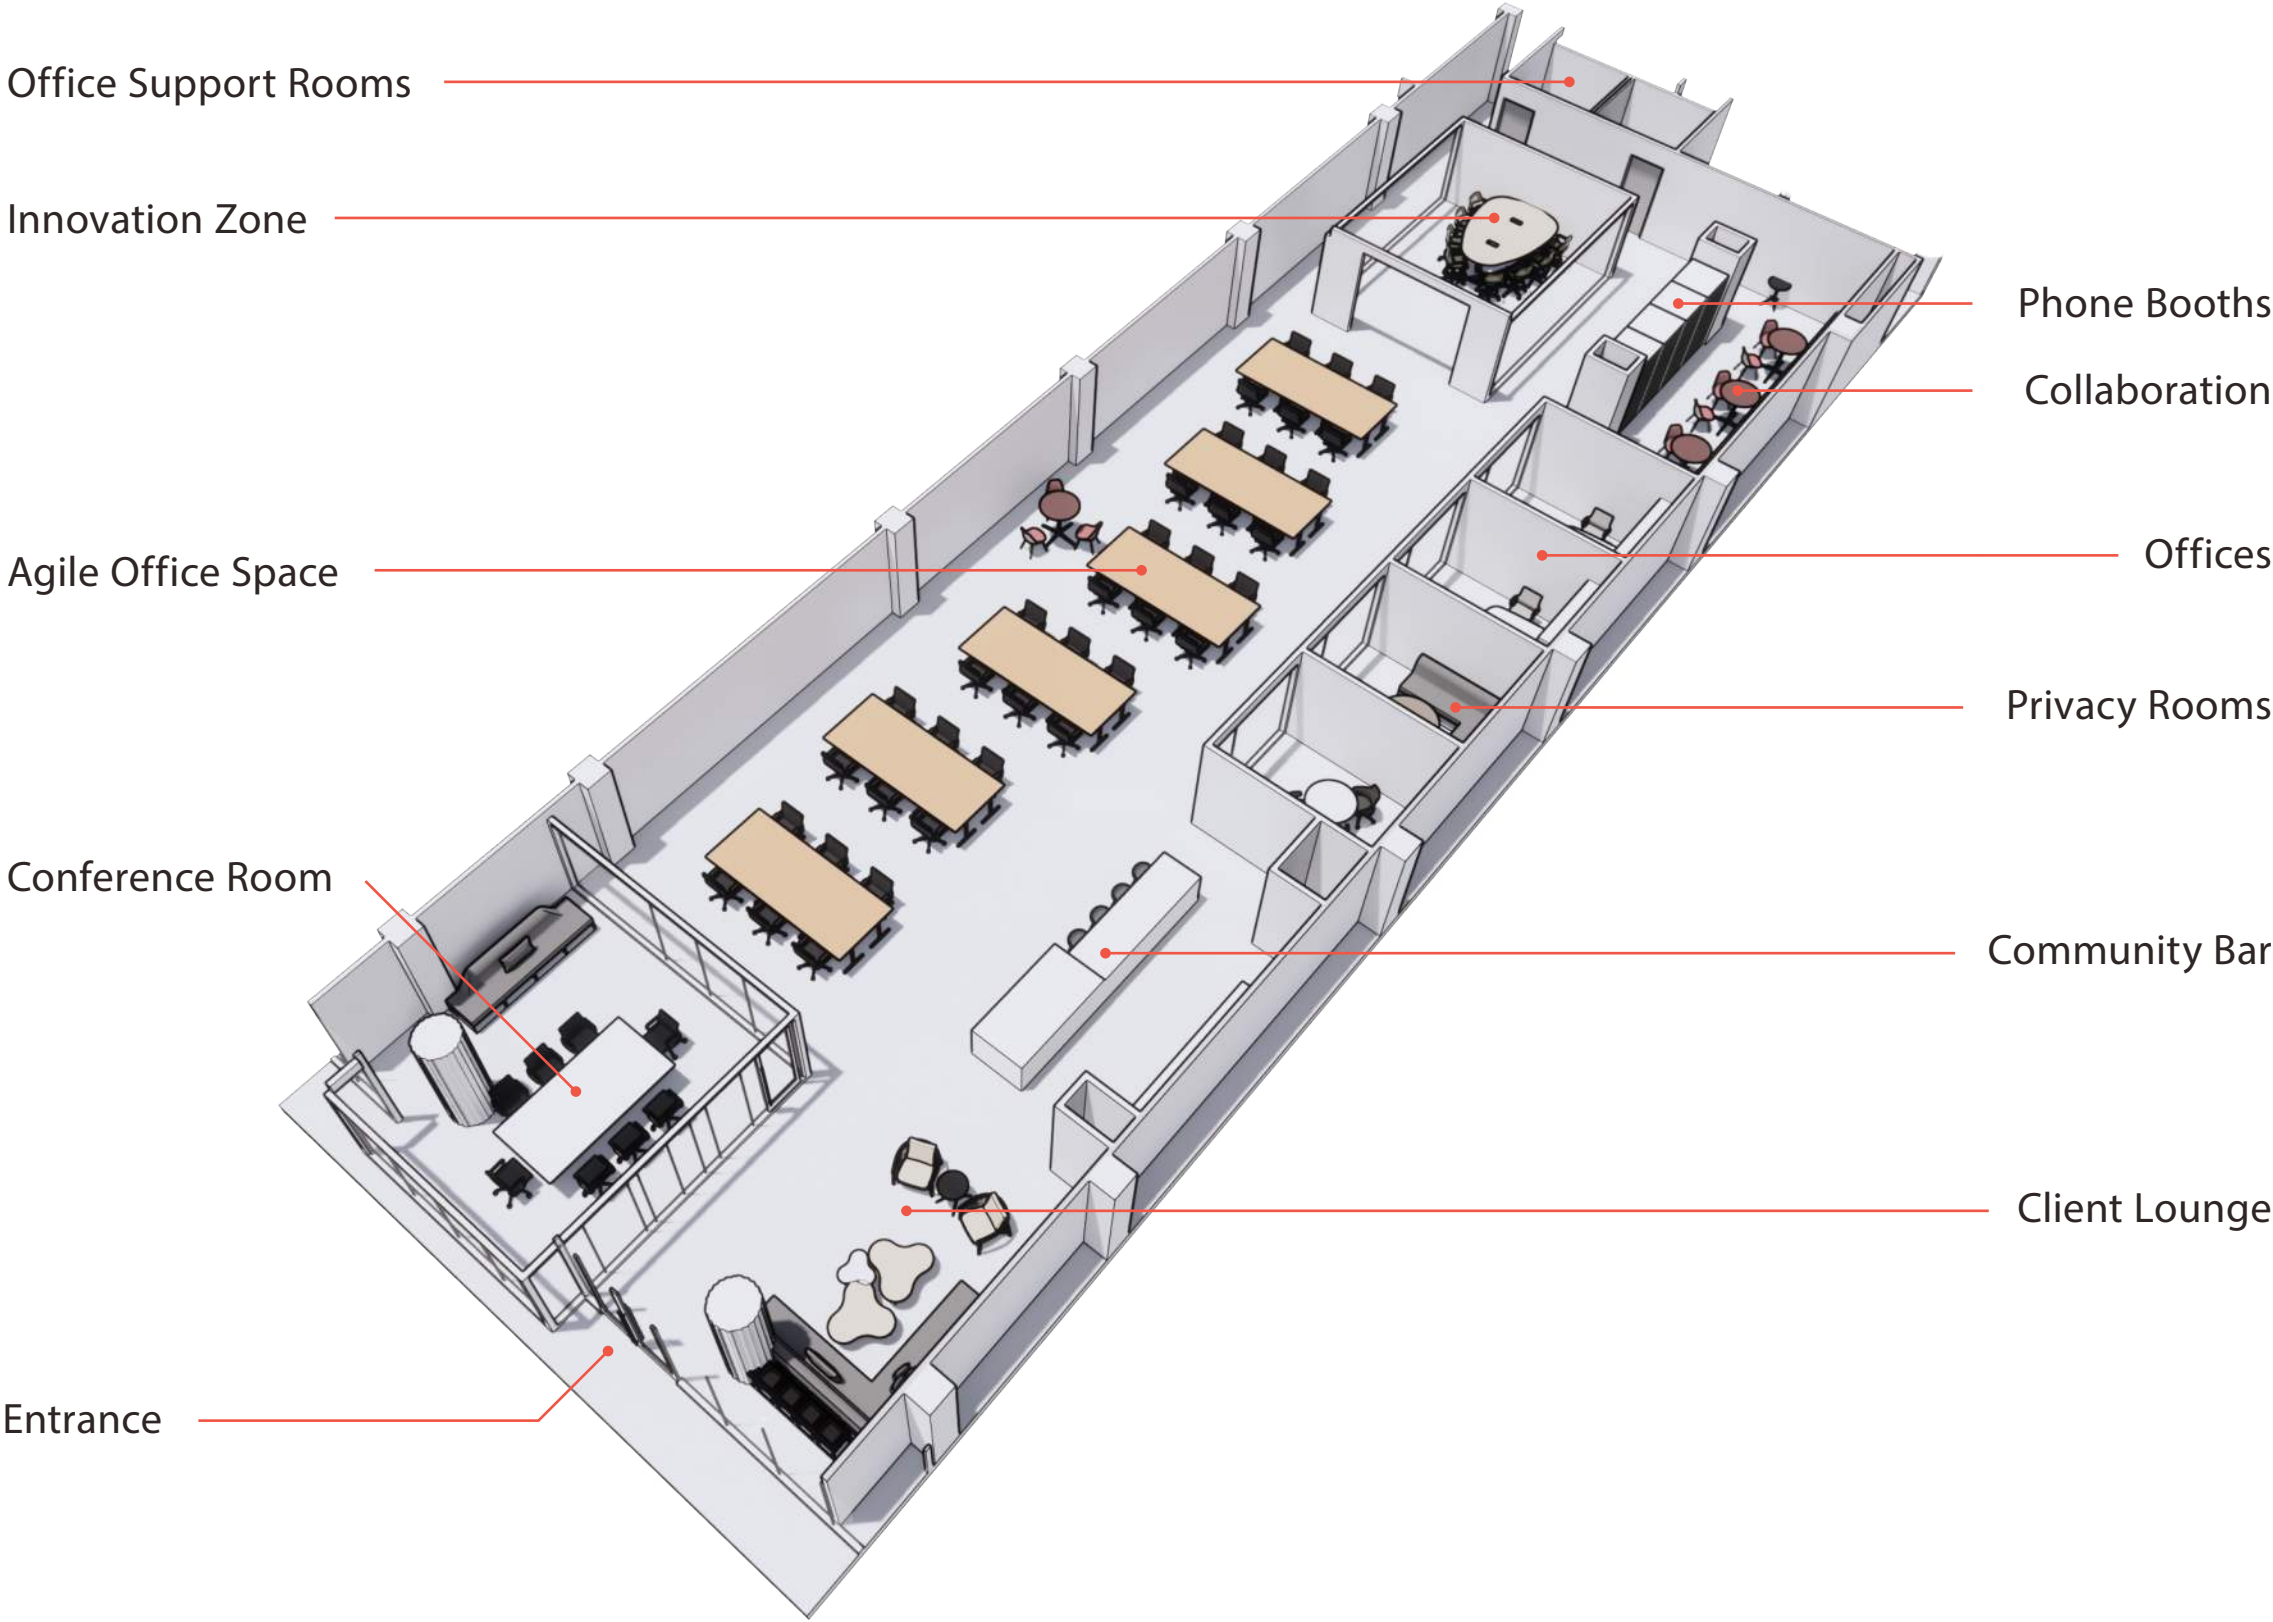 Office Support Rooms
Innovation Zone
Agile Office Space
Conference Room
Entrance
Phone Booths
Collaboration
Offices
Privacy Rooms
Community Bar
Client Lounge